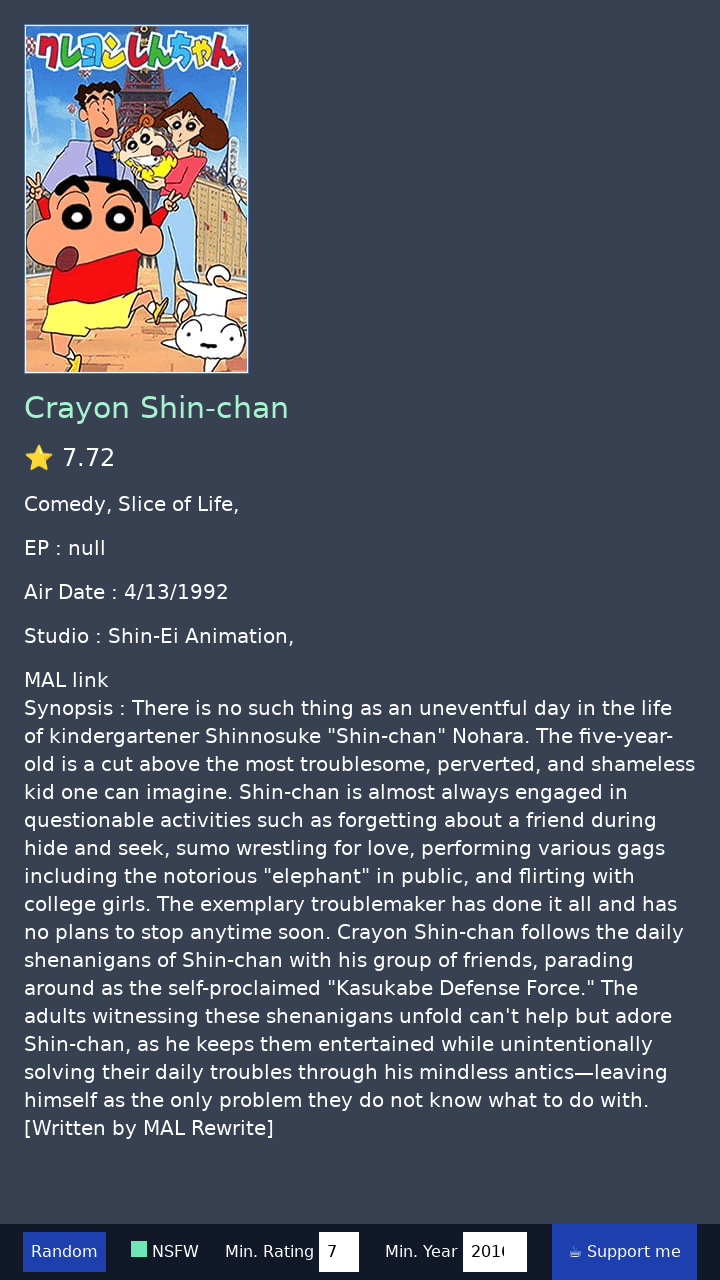 クレヨンしんちゃん
Crayon Shin-chan
⭐ 7.72
Comedy, Slice of Life,
EP : null
Air Date : 4/13/1992
Studio : Shin-Ei Animation,
MAL link
Synopsis : There is no such thing as an uneventful day in the life
of kindergartener Shinnosuke "Shin-chan" Nohara. The five-year-
old is a cut above the most troublesome, perverted, and shameless
kid one can imagine. Shin-chan is almost always engaged in
questionable activities such as forgetting about a friend during
hide and seek, sumo wrestling for love, performing various gags
including the notorious "elephant" in public, and flirting with
college girls. The exemplary troublemaker has done it all and has
no plans to stop anytime soon. Crayon Shin-chan follows the daily
shenanigans of Shin-chan with his group of friends, parading
around as the self-proclaimed "Kasukabe Defense Force." The
adults witnessing these shenanigans unfold can't help but adore
Shin-chan, as he keeps them entertained while unintentionally
solving their daily troubles through his mindless antics—leaving
himself as the only problem they do not know what to do with.
[Written by MAL Rewrite]
Random NSFW Min. Rating 7 Min. Year ☕ Support me